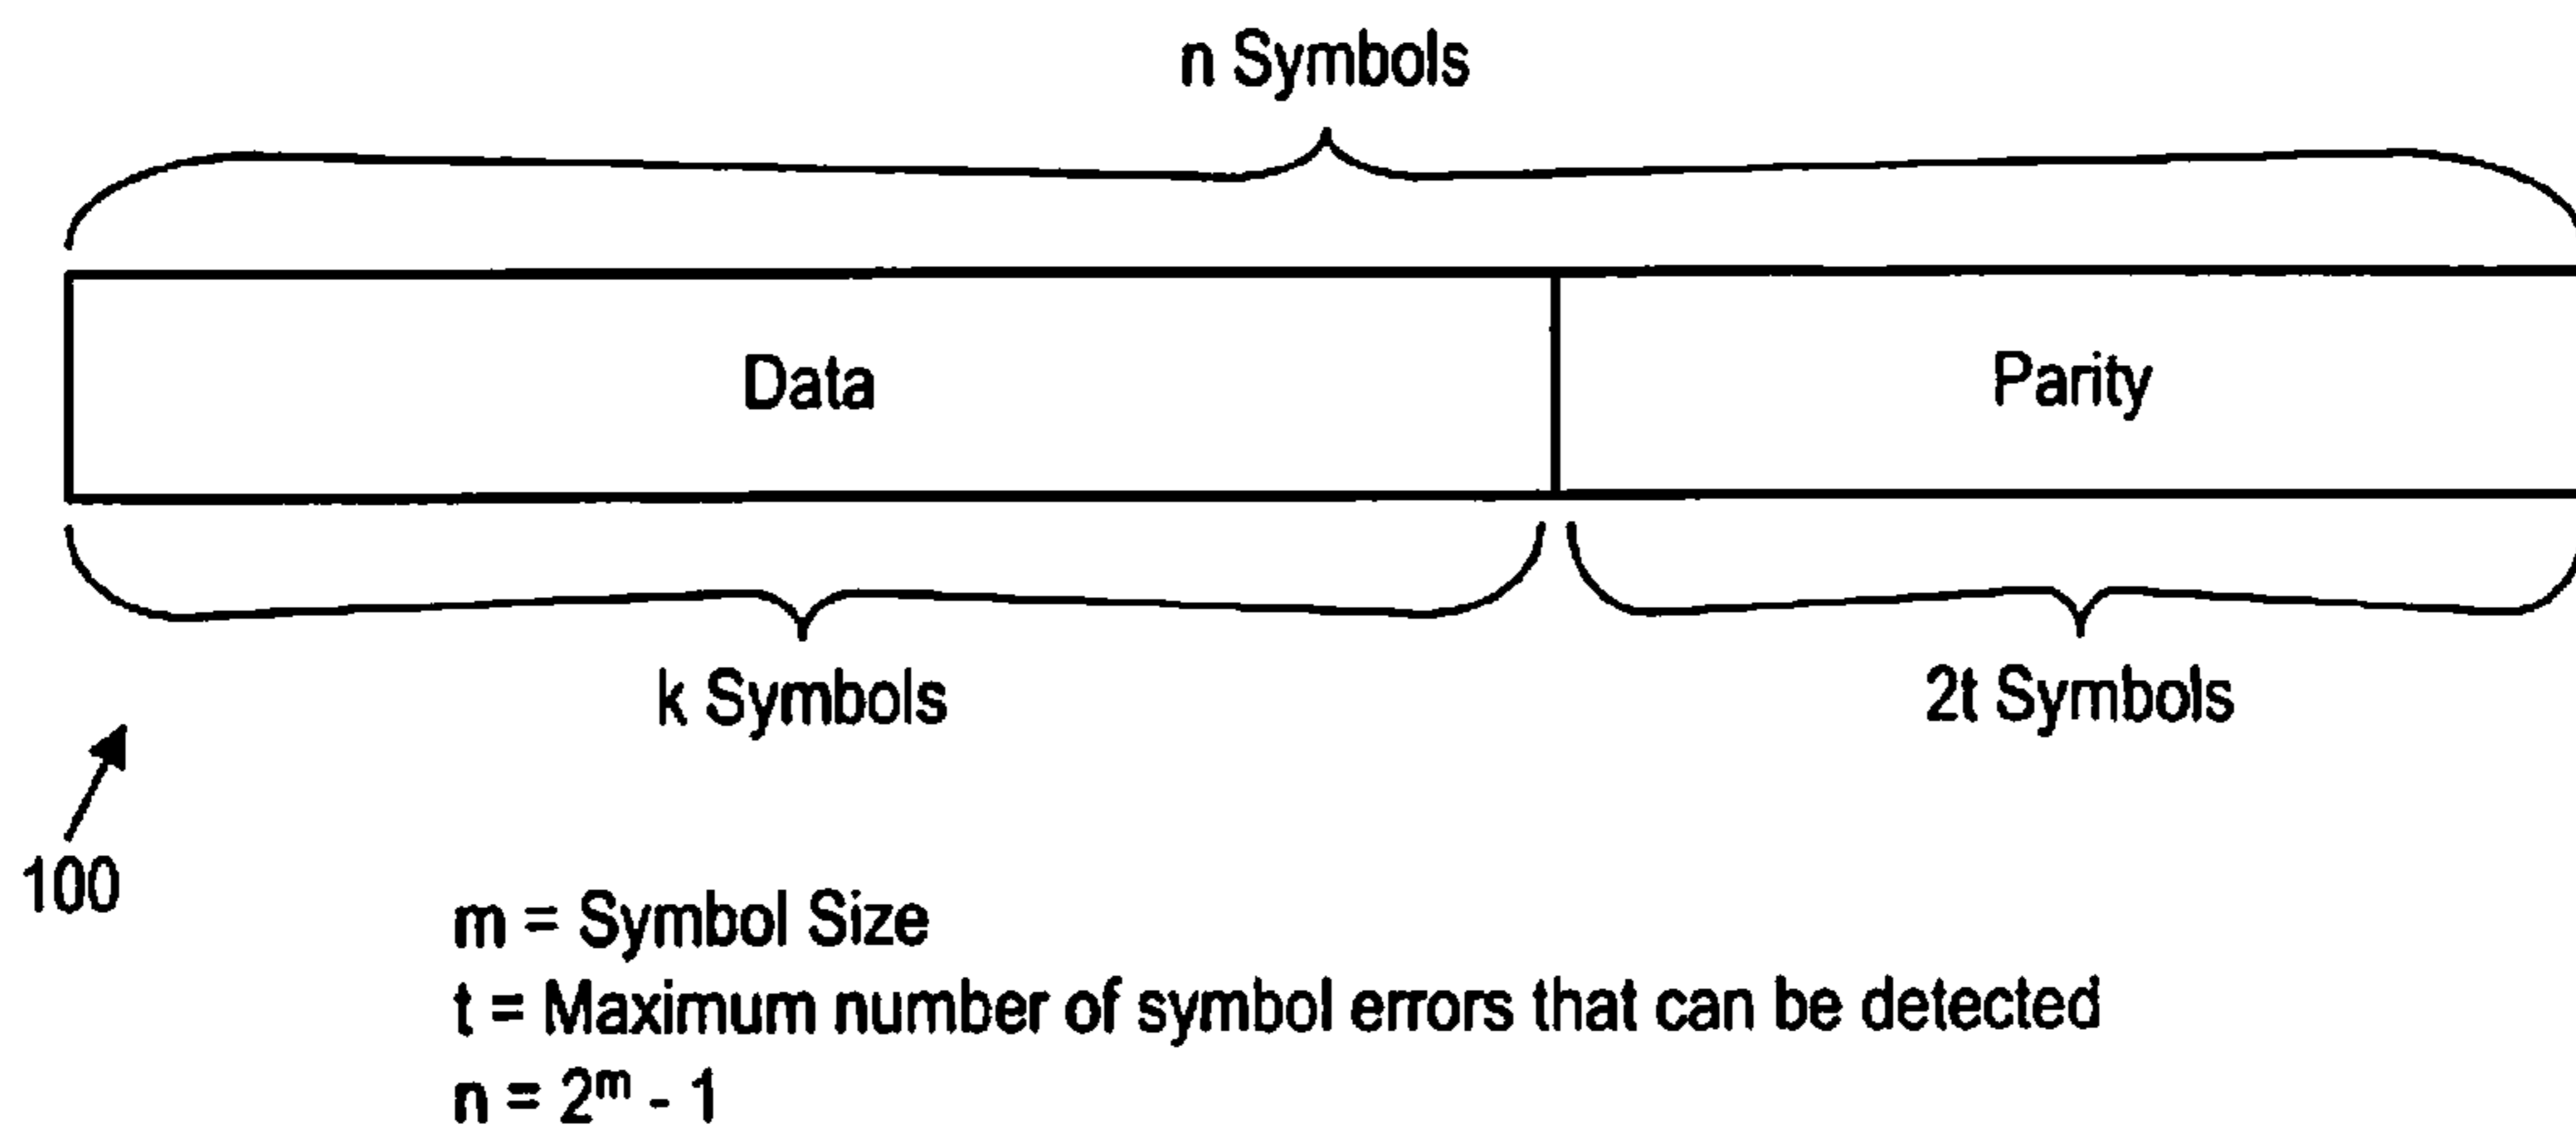 n Symbols
Data
Parity
k Symbols
2t Symbols
100
m = Symbol Size
t = Maximum number of symbol errors that can be detected
n = 2ᵐ - 1